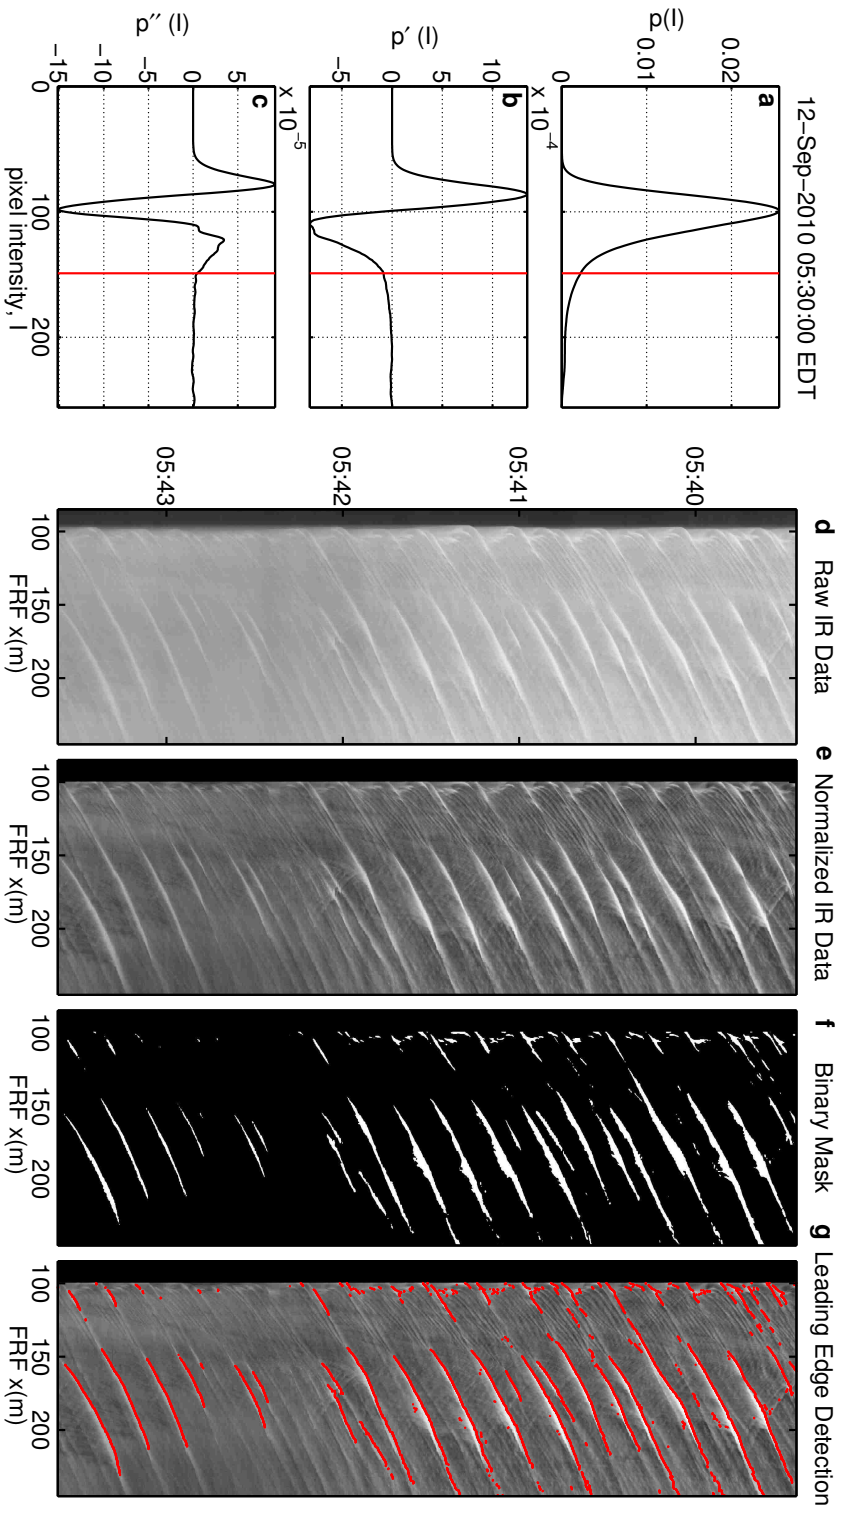 12−Sep−2010 05:30:00 EDT
a
p(I)
0
0.01
0.02
b
x 10−4
p′ (I)
−5
0
5
10
c
x 10−5
p′′ (I)
−15
−10
−5
0
5
0
100
200
pixel intensity, I
d Raw IR Data
05:40
05:41
05:42
05:43
100
150
200
FRF x(m)
e Normalized IR Data
100
150
200
FRF x(m)
f Binary Mask
100
150
200
FRF x(m)
g Leading Edge Detection
100
150
200
FRF x(m)